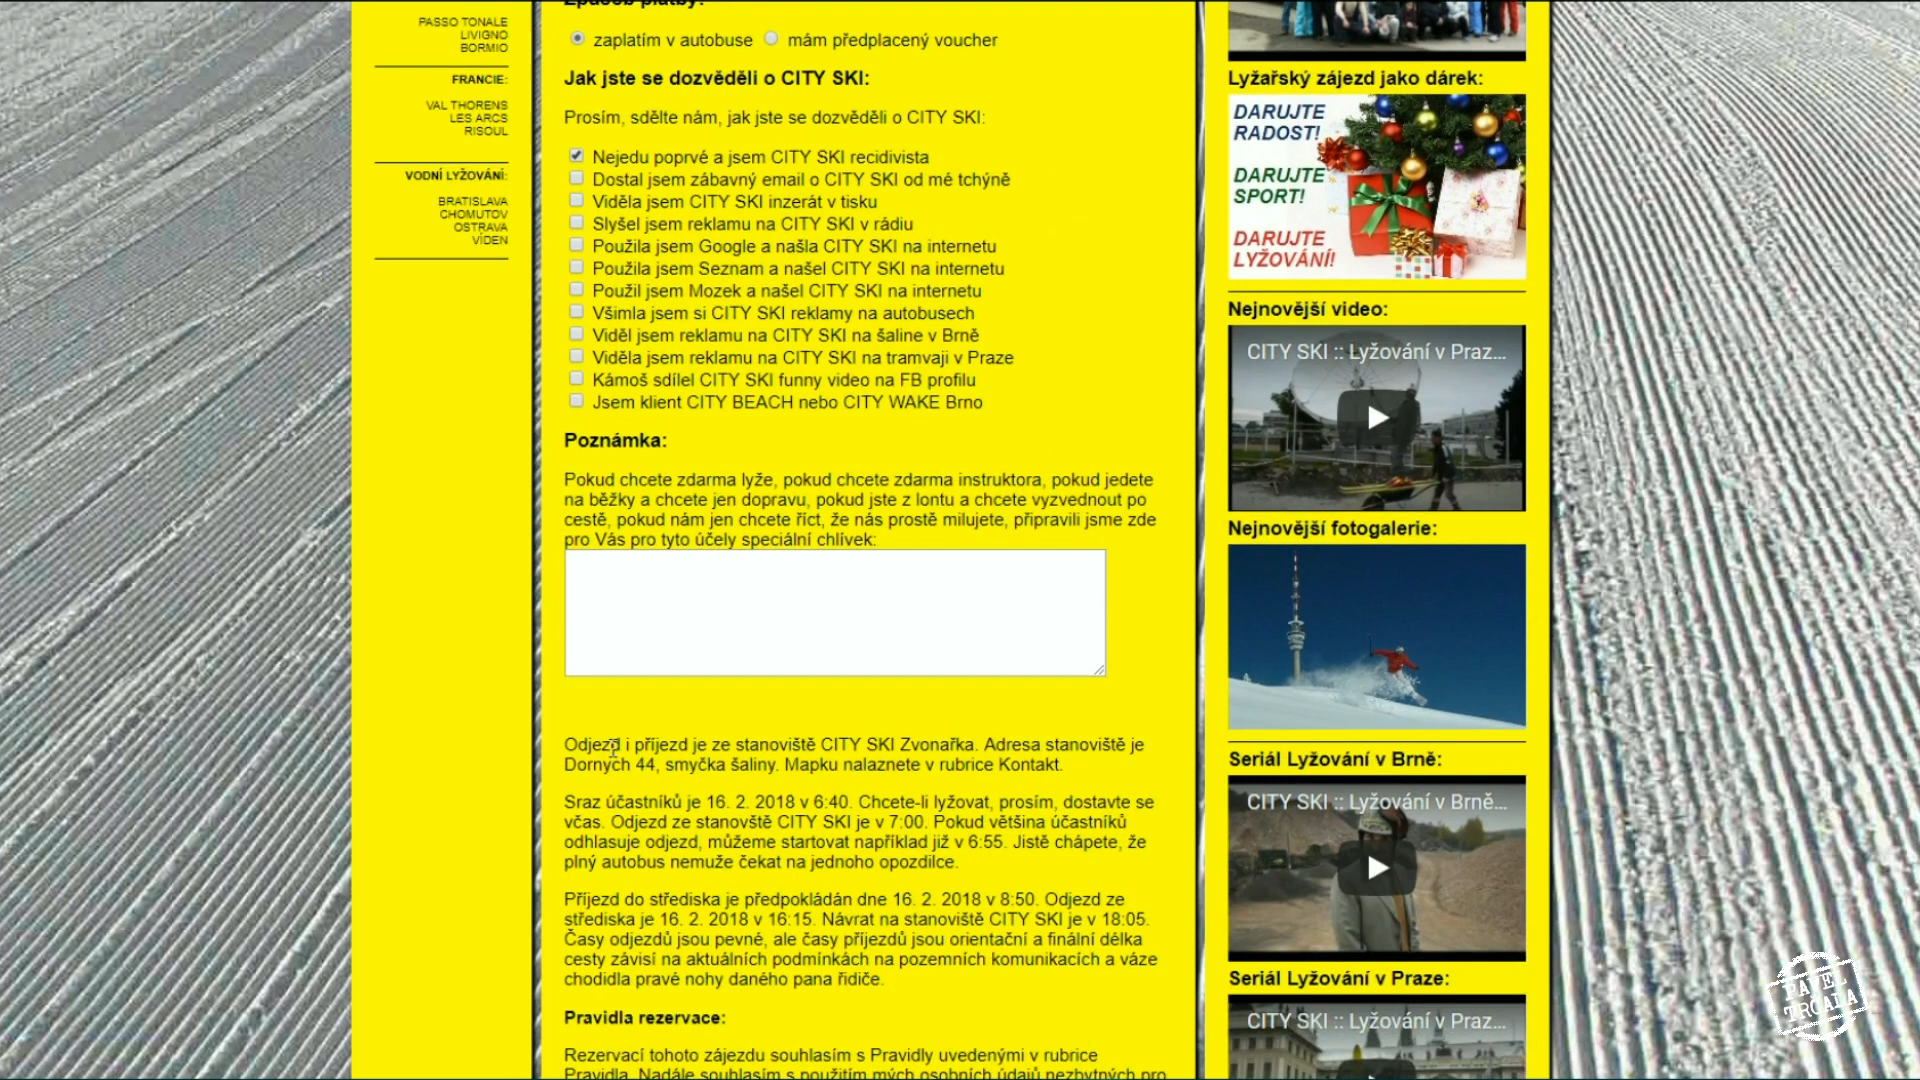 PASSO TONALE
LIVIGNO
BORMIO
FRANCIE:
VAL THORENS
LES ARCS
RISOUL
VODNÍ LYŽOVÁNÍ:
BRATISLAVA
CHOMUTOV
OSTRAVA
VÍDEN
Způsob platby:
zaplatím v autobuse mám předplacený voucher
Jak jste se dozvěděli o CITY SKI:
Prosím, sdělte nám, jak jste se dozvěděli o CITY SKI:
Nejedu poprvé a jsem CITY SKI recidivista
Dostal jsem zábavný email o CITY SKI od mé tchýně
Viděla jsem CITY SKI inzerát v tisku
Slyšel jsem reklamu na CITY SKI v rádiu
Použila jsem Google a našla CITY SKI na internetu
Použila jsem Seznam a našel CITY SKI na internetu
Použil jsem Mozek a našel CITY SKI na internetu
Všimla jsem si CITY SKI reklamy na autobusech
Viděl jsem reklamu na CITY SKI na šaline v Brně
Viděla jsem reklamu na CITY SKI na tramvaji v Praze
Kámoš sdílel CITY SKI funny video na FB profilu
Jsem klient CITY BEACH nebo CITY WAKE Brno
Poznámka:
Pokud chcete zdarma lyže, pokud chcete zdarma instruktora, pokud jedete
na běžky a chcete jen dopravu, pokud jste z lontu a chcete vyzvednout po
cestě, pokud nám jen chcete říct, že nás prostě milujete, připravili jsme zde
pro Vás pro tyto účely speciální chlívek:
Odjezd i příjezd je ze stanoviště CITY SKI Zvonařka. Adresa stanoviště je
Dornych 44, smyčka šaliny. Mapku nalaznete v rubrice Kontakt.
Sraz účastníků je 16. 2. 2018 v 6:40. Chcete-li lyžovat, prosím, dostavte se
včas. Odjezd ze stanovště CITY SKI je v 7:00. Pokud většina účastníků
odhlasuje odjezd, můžeme startovat například již v 6:55. Jistě chápete, že
plný autobus nemuže čekat na jednoho opozdilce.
Příjezd do střediska je předpokládán dne 16. 2. 2018 v 8:50. Odjezd ze
střediska je 16. 2. 2018 v 16:15. Návrat na stanoviště CITY SKI je v 18:05.
Časy odjezdů jsou pevné, ale časy příjezdů jsou orientační a finální délka
cesty závisí na aktuálních podmínkách na pozemních komunikacích a váze
chodidla pravé nohy daného pana řidiče.
Pravidla rezervace:
Rezervací tohoto zájezdu souhlasím s Pravidly uvedenými v rubrice
Pravidla. Nadále souhlasím s použitím mých osobních údajů nezbytných pro
Lyžařský zájezd jako dárek:
DARUJTE
RADOST!
DARUJTE
SPORT!
DARUJTE
LYŽOVÁNÍ!
Nejnovější video:
CITY SKI :: Lyžování v Praz...
Nejnovější fotogalerie:
Seriál Lyžování v Brně:
CITY SKI :: Lyžování v Brně...
Seriál Lyžování v Praze:
CITY SKI :: Lyžování v Praz...
PAVEL
TRČALA